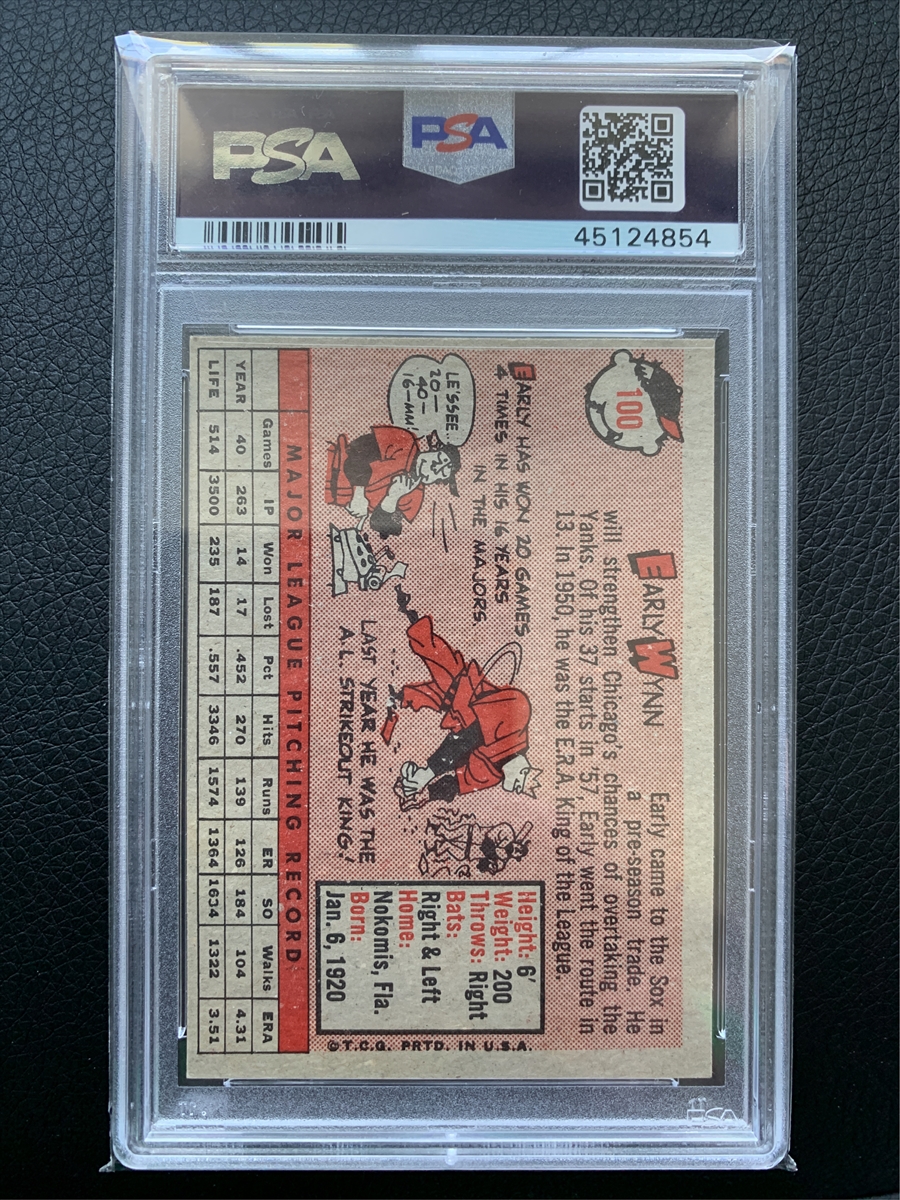 PSA
PSA
45124854
100
EARLY WYNN
Early came to the Sox in
a pre-season trade. He
will strengthen Chicago's chances of overtaking the
Yanks. Of his 37 starts in '57, Early went the route in
13. In 1950, he was the E.R.A. King of the League.
EARLY HAS WON 20 GAMES
4 TIMES IN HIS 16 YEARS
IN THE MAJORS
LE'SSEE...
20—
40—
16-MM!
LAST YEAR HE WAS THE
A.L. STRIKEOUT KING!
Height: 6'
Weight: 200
Throws: Right
Bats:
Right & Left
Home:
Nokomis, Fla.
Born:
Jan. 6, 1920
©T.C.G. PRTD. IN U.S.A.
MAJOR LEAGUE PITCHING RECORD
Games IP Won Lost Pct Hits Runs ER SO Walks ERA
YEAR 40 263 14 17 .452 270 139 126 184 104 4.31
LIFE 514 3500 235 187 .557 3346 1574 1364 1634 1322 3.51
PSA